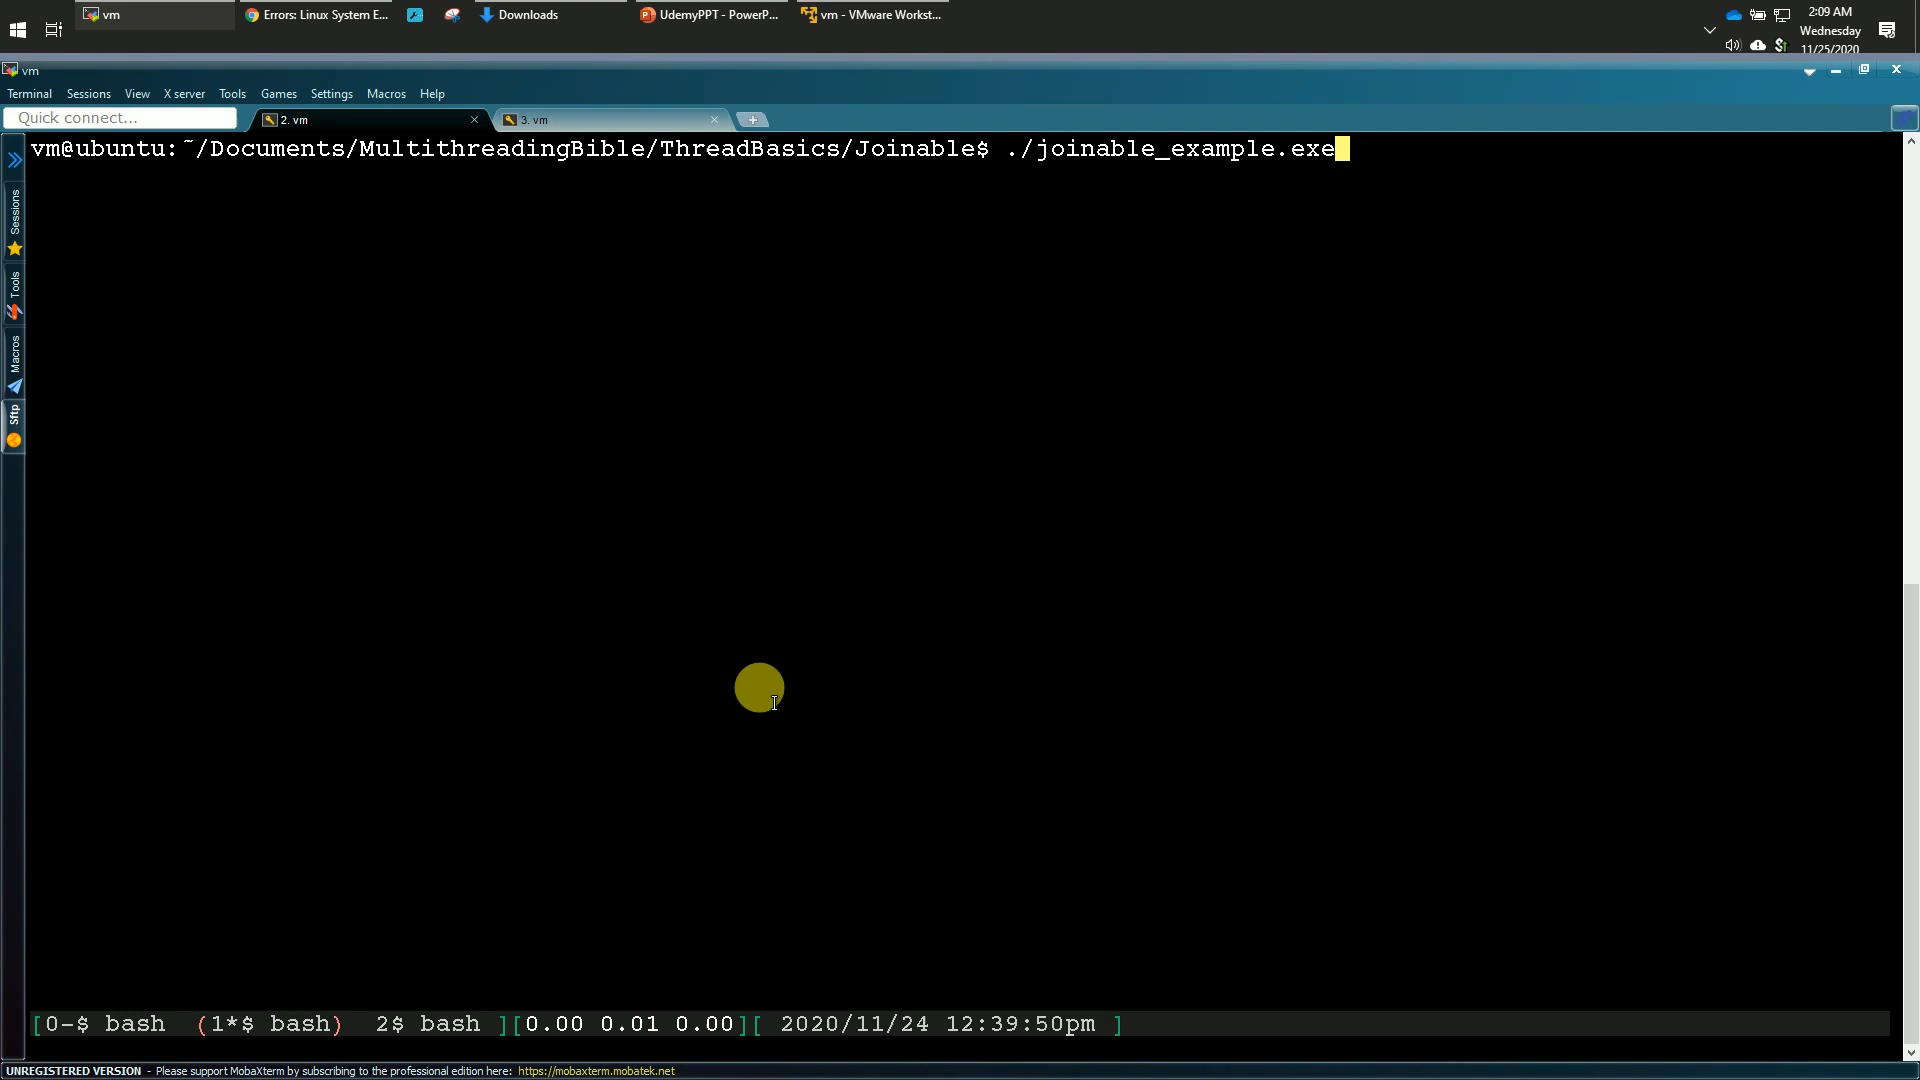 vm
Errors: Linux System E...
Downloads
UdemyPPT - PowerP...
vm - VMware Workst...
2:09 AM
Wednesday
11/25/2020
vm
Terminal Sessions View X server Tools Games Settings Macros Help
Quick connect...
2. vm
3. vm
vm@ubuntu:~/Documents/MultithreadingBible/ThreadBasics/Joinable$ ./joinable_example.exe
Sessions
Tools
Macros
Sftp
[0-$ bash (1*$ bash) 2$ bash ][0.00 0.01 0.00][ 2020/11/24 12:39:50pm ]
UNREGISTERED VERSION - Please support MobaXterm by subscribing to the professional edition here: https://mobaxterm.mobatek.net